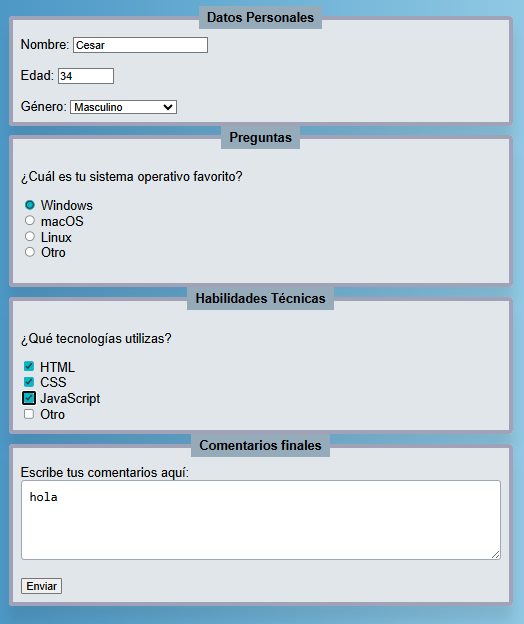 Datos Personales
Nombre: Cesar
Edad: 34
Género: Masculino
Preguntas
¿Cuál es tu sistema operativo favorito?
Windows
macOS
Linux
Otro
Habilidades Técnicas
¿Qué tecnologías utilizas?
HTML
CSS
JavaScript
Otro
Comentarios finales
Escribe tus comentarios aquí:
hola
Enviar